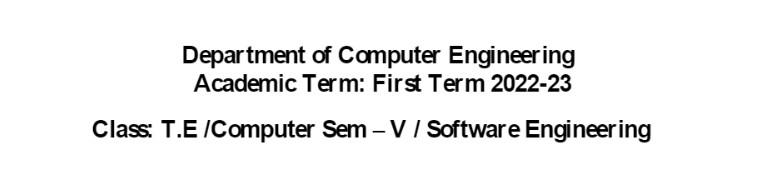 Department of Computer Engineering
Academic Term: First Term 2022-23
Class: T.E /Computer Sem – V / Software Engineering